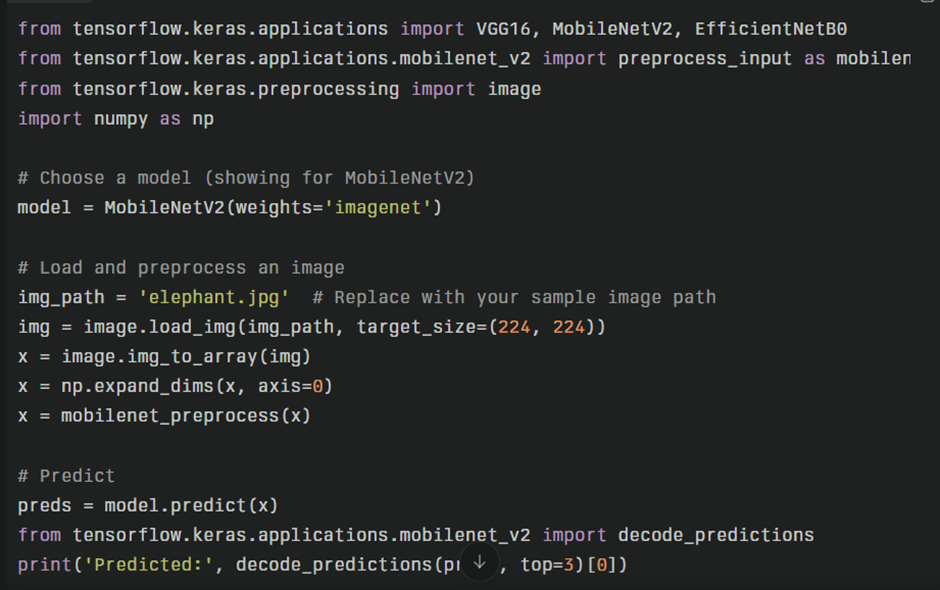 from tensorflow.keras.applications import VGG16, MobileNetV2, EfficientNetB0
from tensorflow.keras.applications.mobilenet_v2 import preprocess_input as mobilen
from tensorflow.keras.preprocessing import image
import numpy as np
# Choose a model (showing for MobileNetV2)
model = MobileNetV2(weights='imagenet')
# Load and preprocess an image
img_path = 'elephant.jpg'  # Replace with your sample image path
img = image.load_img(img_path, target_size=(224, 224))
x = image.img_to_array(img)
x = np.expand_dims(x, axis=0)
x = mobilenet_preprocess(x)
# Predict
preds = model.predict(x)
from tensorflow.keras.applications.mobilenet_v2 import decode_predictions
print('Predicted:', decode_predictions(pr , top=3)[0])